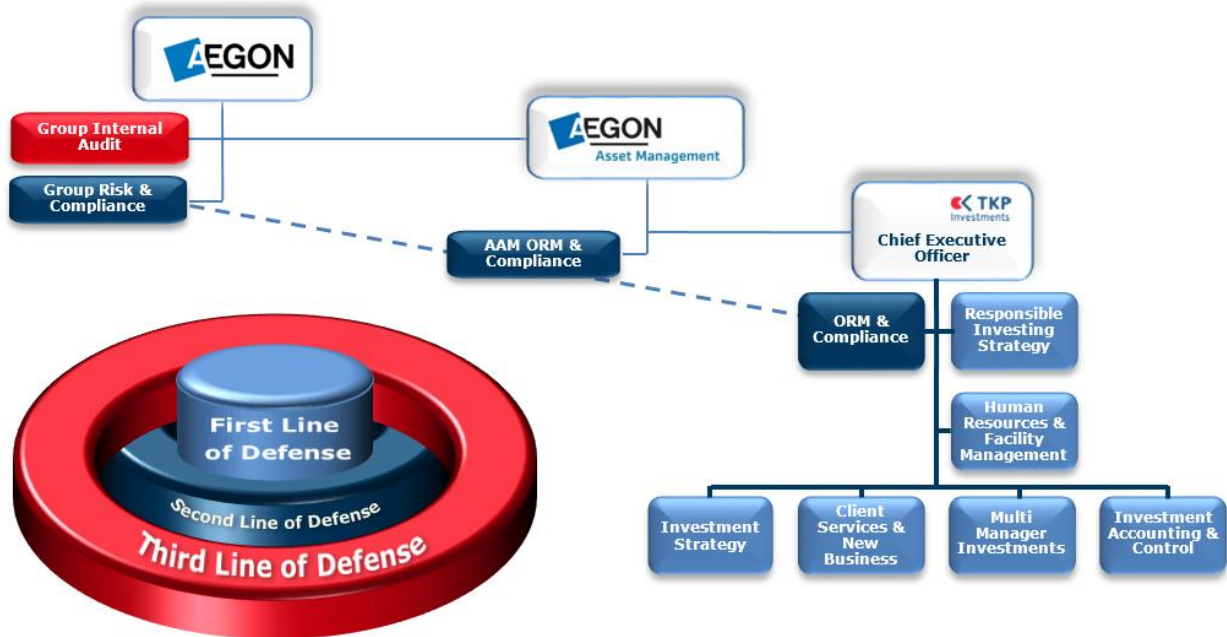 AEGON
Group Internal
Audit
Group Risk &
Compliance
AEGON
Asset Management
AAM ORM &
Compliance
TKP
Investments
Chief Executive
Officer
ORM &
Compliance
Responsible
Investing
Strategy
Human
Resources &
Facility
Management
Investment
Strategy
Client
Services &
New
Business
Multi
Manager
Investments
Investment
Accounting &
Control
First Line
of Defense
Second Line of Defense
Third Line of Defense